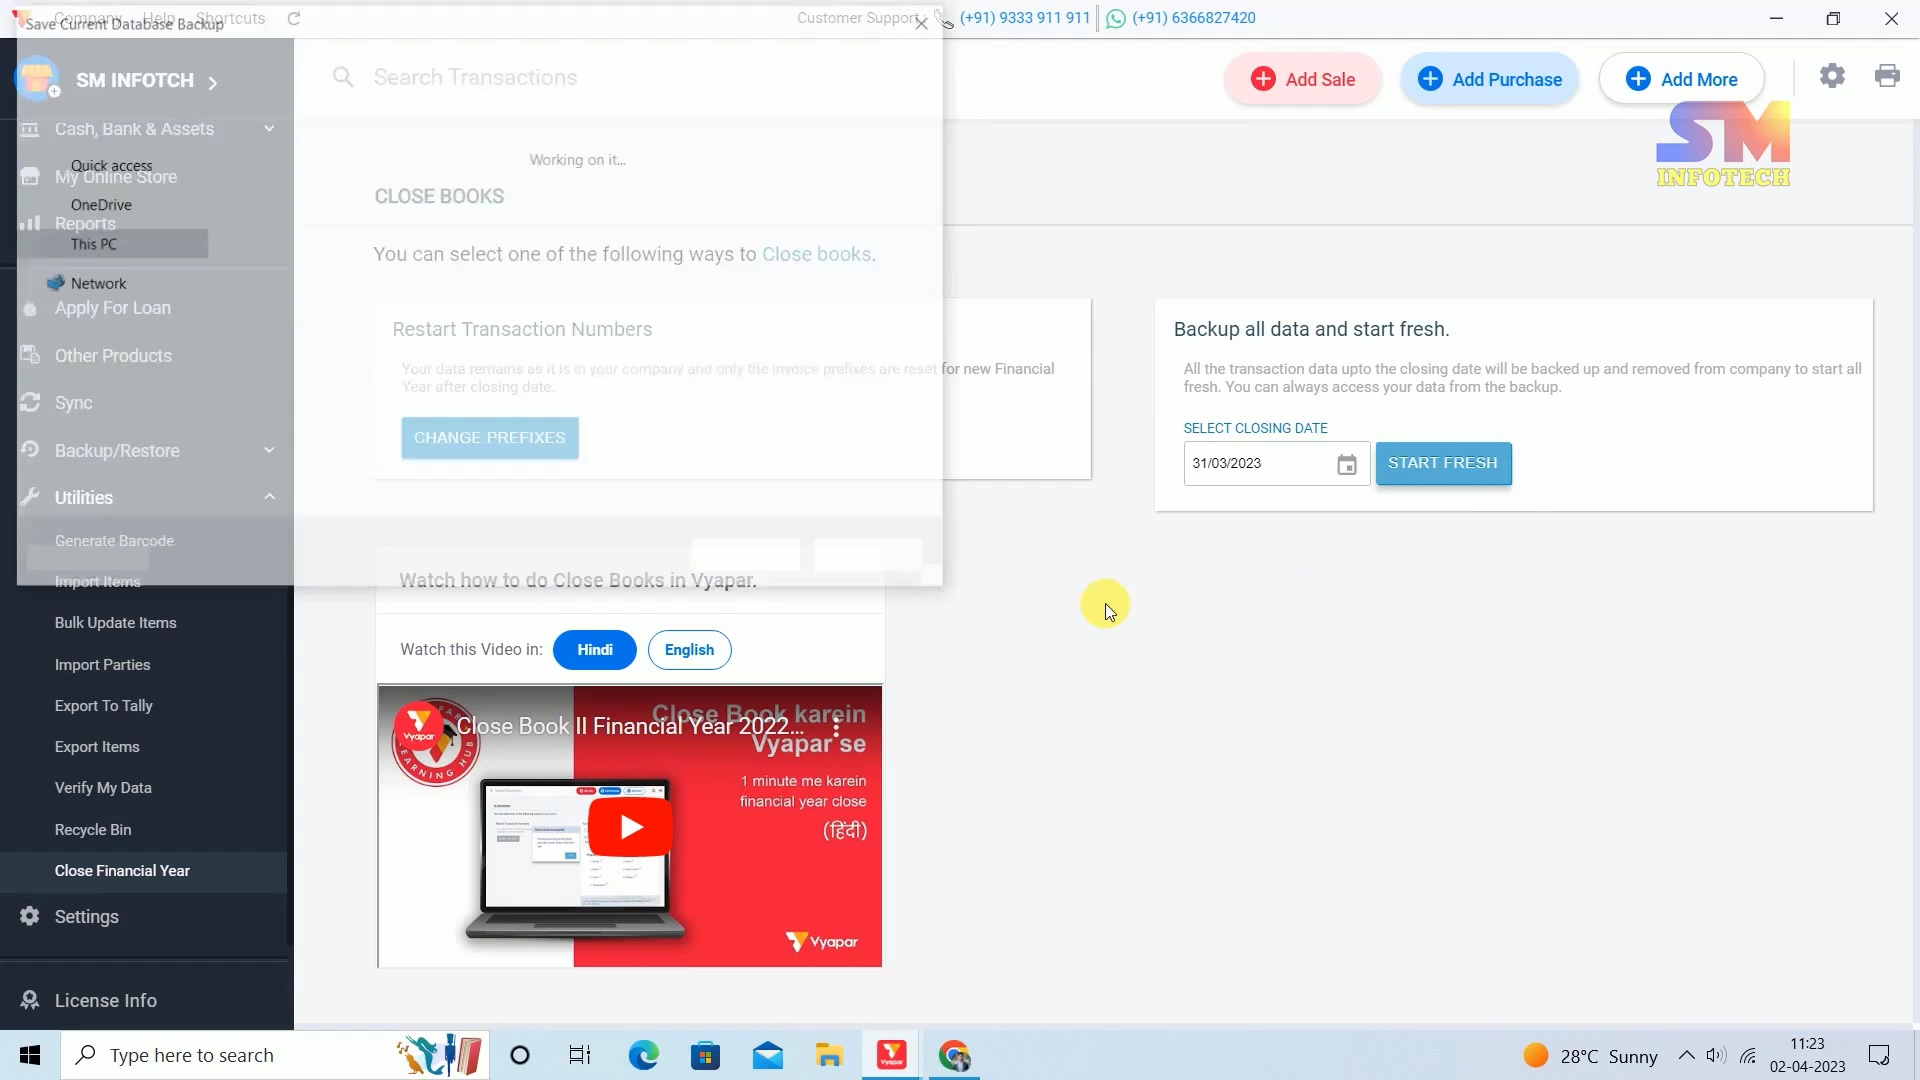 Company Help Shortcuts
Save Current Database Backup
Customer Support
(+91) 9333 911 911
(+91) 6366827420
SM INFOTCH
Search Transactions
Add Sale
Add Purchase
Add More
SM
INFOTECH
Cash, Bank & Assets
Quick access
My Online Store
OneDrive
Reports
This PC
Network
Apply For Loan
Other Products
Sync
Backup/Restore
Utilities
Generate Barcode
Import Items
Bulk Update Items
Import Parties
Export To Tally
Export Items
Verify My Data
Recycle Bin
Close Financial Year
Settings
License Info
Working on it...
CLOSE BOOKS
You can select one of the following ways to Close books.
Restart Transaction Numbers
Your data remains as it is in your company and only the invoice prefixes are reset for new Financial
Year after closing date.
CHANGE PREFIXES
Backup all data and start fresh.
All the transaction data upto the closing date will be backed up and removed from company to start all
fresh. You can always access your data from the backup.
SELECT CLOSING DATE
31/03/2023
START FRESH
Watch how to do Close Books in Vyapar.
Watch this Video in:
Hindi
English
Close Book II Financial Year 2022...
Close Book karein
Vyapar se
1 minute me karein
financial year close
(हिंदी)
Vyapar
LEARNING HUB
Vyapar
Type here to search
Vyapar
28°C Sunny
11:23
02-04-2023